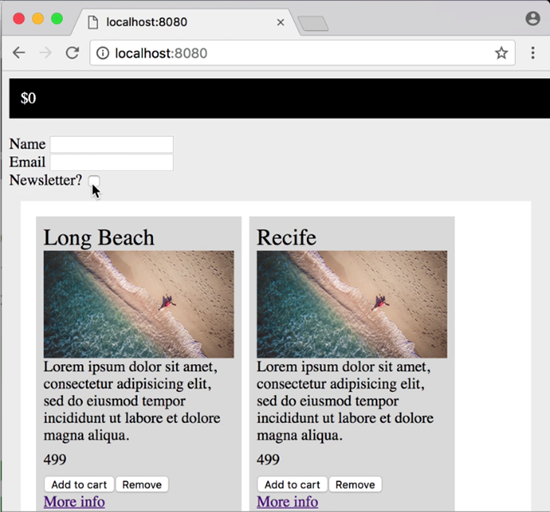 localhost:8080
localhost:8080
$0
Name
Email
Newsletter?
Long Beach
Lorem ipsum dolor sit amet,
consectetur adipisicing elit,
sed do eiusmod tempor
incididunt ut labore et dolore
magna aliqua.
499
Add to cart Remove
More info
Recife
Lorem ipsum dolor sit amet,
consectetur adipisicing elit,
sed do eiusmod tempor
incididunt ut labore et dolore
magna aliqua.
499
Add to cart Remove
More info